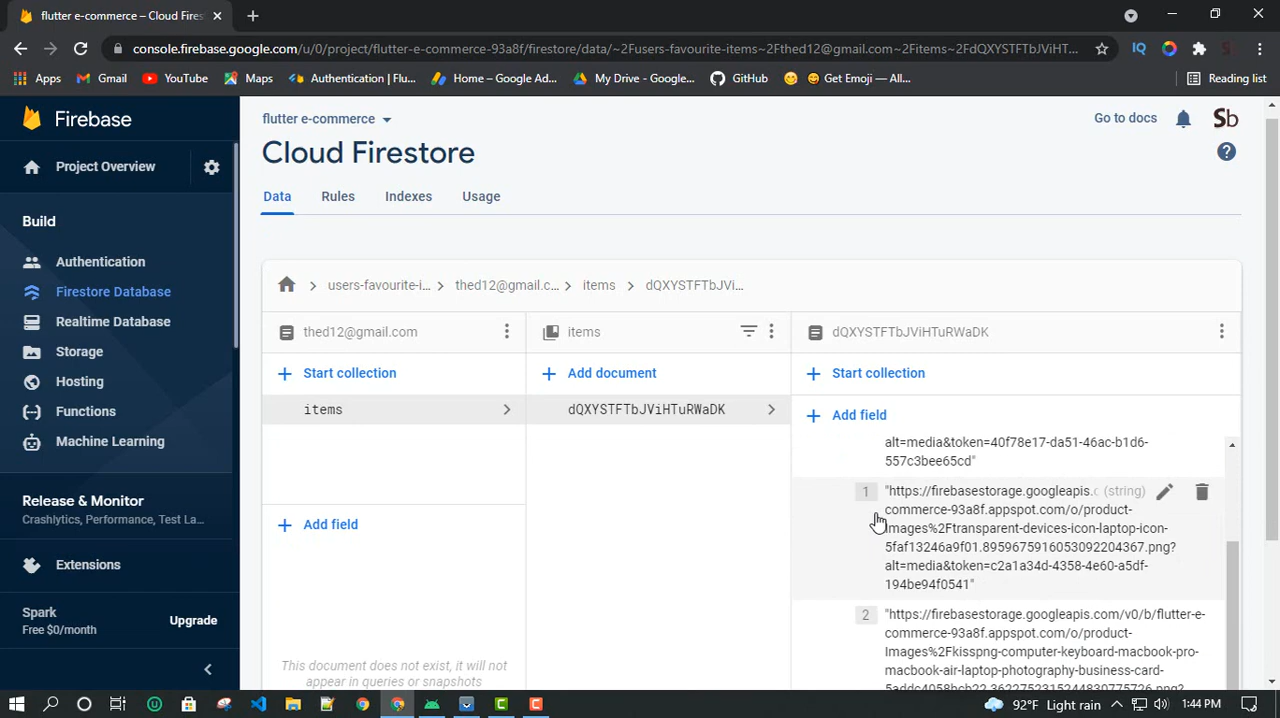 flutter e-commerce – Cloud Fires
console.firebase.google.com/u/0/project/flutter-e-commerce-93a8f/firestore/data/~2Fusers-favourite-items~2Fthed12@gmail.com~2Fitems~2FdQXYSTFTbJViHT...
IQ
Apps
Gmail
YouTube
Maps
Authentication | Flu...
Home – Google Ad...
My Drive - Google...
GitHub
Get Emoji — All...
Reading list
Firebase
flutter e-commerce
Go to docs
Sb
Cloud Firestore
Project Overview
Data
Rules
Indexes
Usage
Build
Authentication
Firestore Database
Realtime Database
Storage
Hosting
Functions
Machine Learning
Release & Monitor
Crashlytics, Performance, Test La...
Extensions
Spark
Free $0/month
Upgrade
users-favourite-i...
thed12@gmail.c...
items
dQXYSTFTbJVi...
thed12@gmail.com
items
dQXYSTFTbJViHTuRWaDK
Start collection
Add document
Start collection
items
dQXYSTFTbJViHTuRWaDK
Add field
alt=media&token=40f78e17-da51-46ac-b1d6-
557c3bee65cd"
1
"https://firebasestorage.googleapis.c
(string)
commerce-93a8f.appspot.com/o/product-
Images%2Ftransparent-devices-icon-laptop-icon-
5faf13246a9f01.8959675916053092204367.png?
alt=media&token=c2a1a34d-4358-4e60-a5df-
194be94f0541"
2
"https://firebasestorage.googleapis.com/v0/b/flutter-e-
commerce-93a8f.appspot.com/o/product-
Images%2Fkisspng-computer-keyboard-macbook-pro-
macbook-air-laptop-photography-business-card-
Add field
This document does not exist, it will not
appear in queries or snapshots
92°F Light rain
1:44 PM